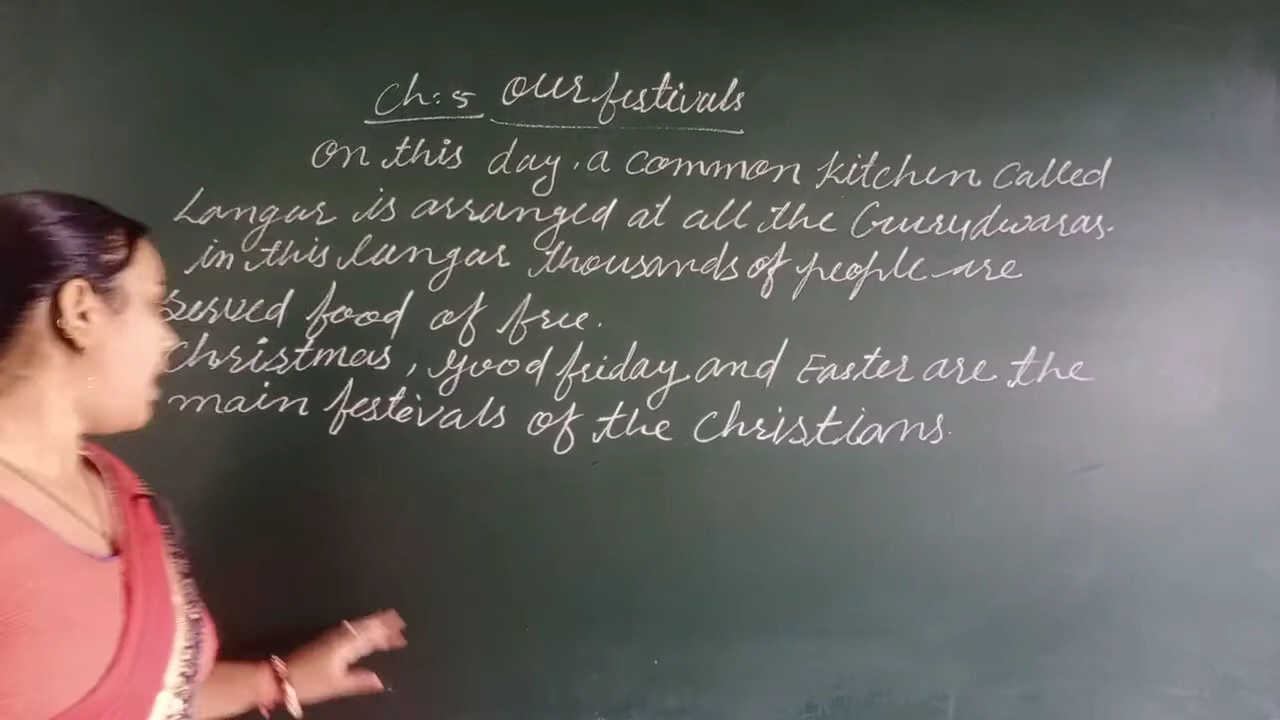 Ch: 5 Our festivals
On this day, a common kitchen called
Langar is arranged at all the Gurudwaras.
in this langar thousands of people are
served food of free.
Christmas, Good friday and Easter are the
main festivals of the Christians.